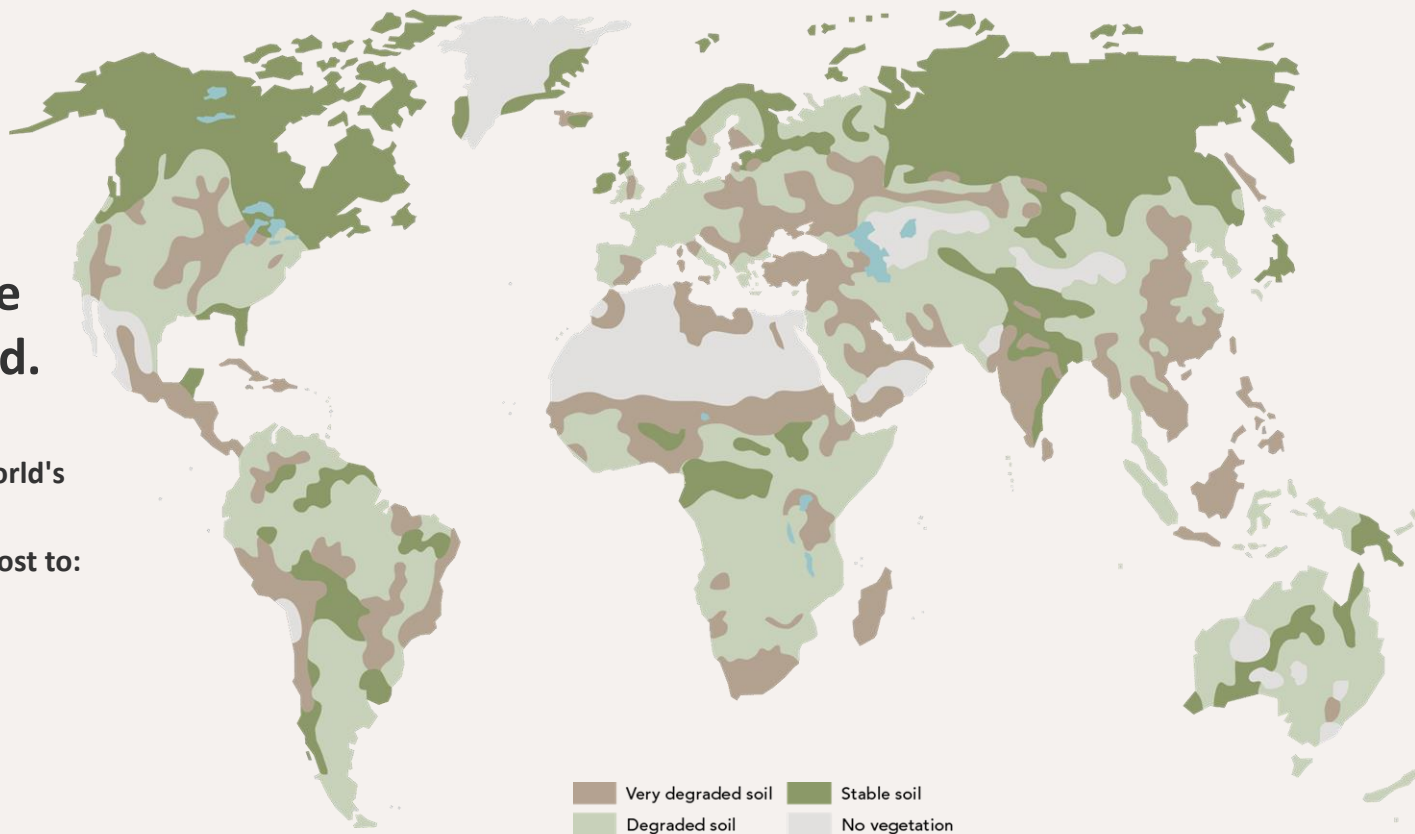 e
d.
orld's
ost to:
Very degraded soil
Stable soil
Degraded soil
No vegetation